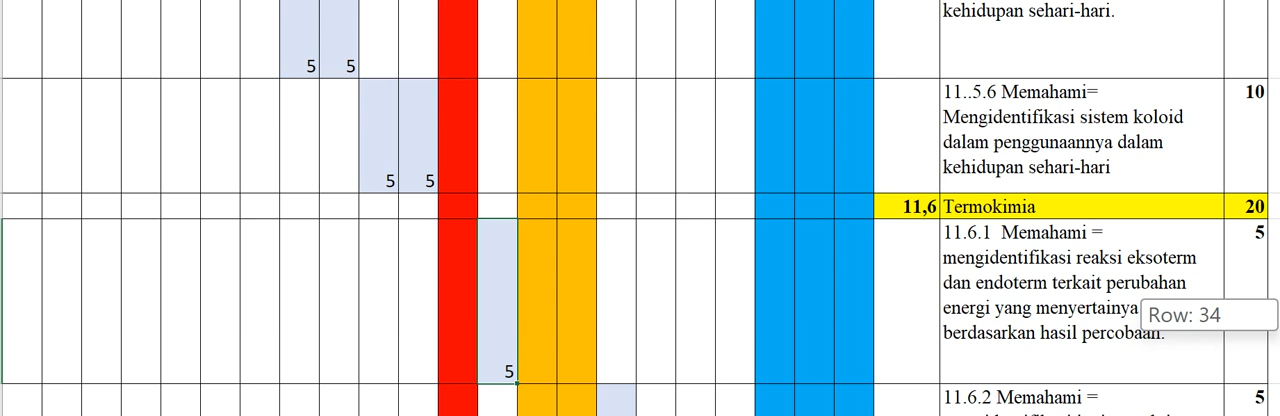 kehidupan sehari-hari.
5 5
11..5.6 Memahami= 10
Mengidentifikasi sistem koloid
dalam penggunaannya dalam
kehidupan sehari-hari
5 5
11,6 Termokimia 20
11.6.1 Memahami = 5
mengidentifikasi reaksi eksoterm
dan endoterm terkait perubahan
energi yang menyertainya
Row: 34
berdasarkan hasil percobaan.
5
11.6.2 Memahami = 5